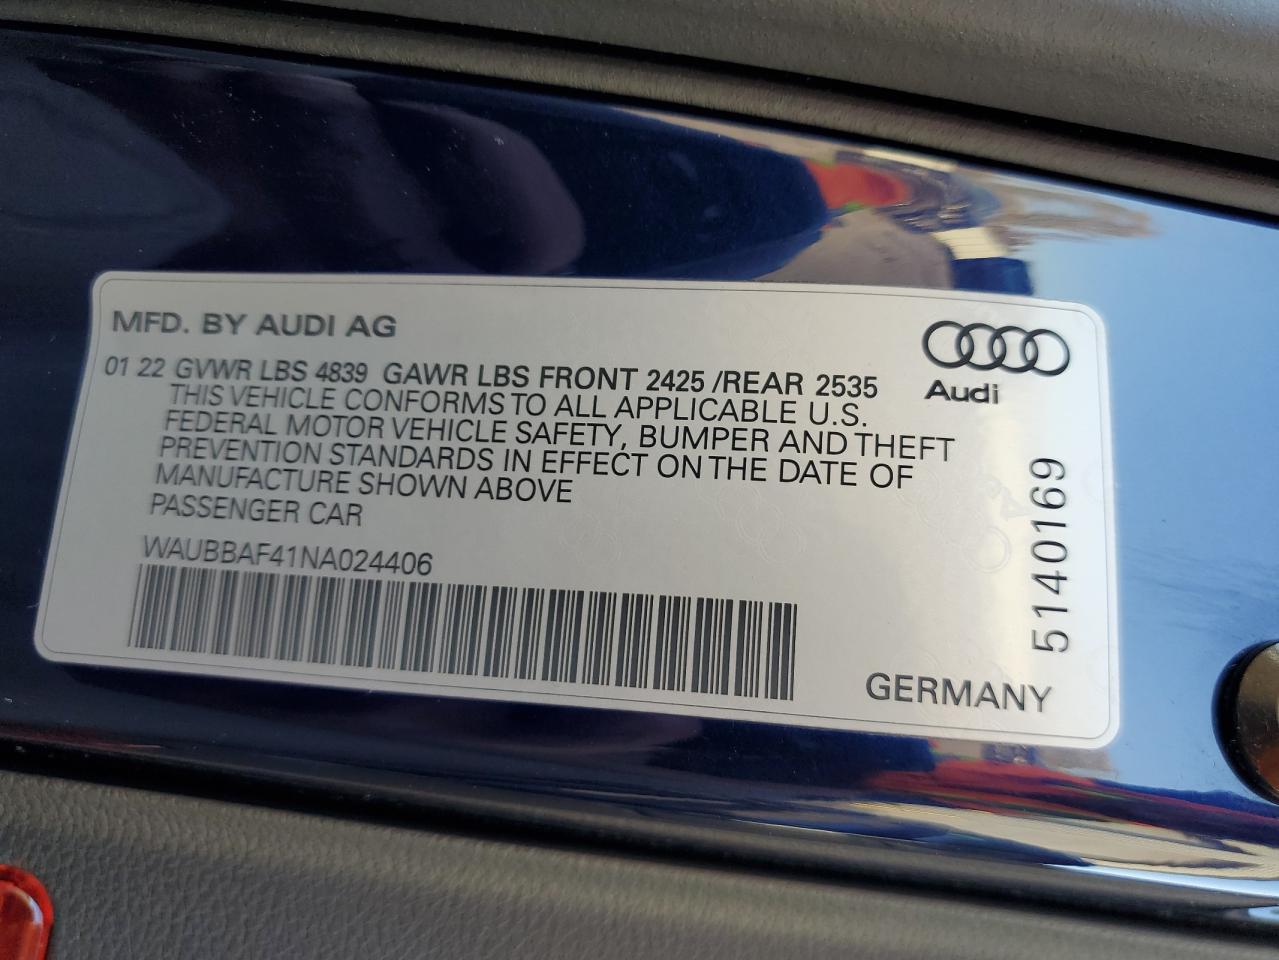 MFD. BY AUDI AG
Audi
01 22 GVWR LBS 4839 GAWR LBS FRONT 2425 /REAR 2535
THIS VEHICLE CONFORMS TO ALL APPLICABLE U.S.
FEDERAL MOTOR VEHICLE SAFETY, BUMPER AND THEFT
PREVENTION STANDARDS IN EFFECT ON THE DATE OF
MANUFACTURE SHOWN ABOVE
PASSENGER CAR
WAUBBAF41NA024406
5140169
GERMANY